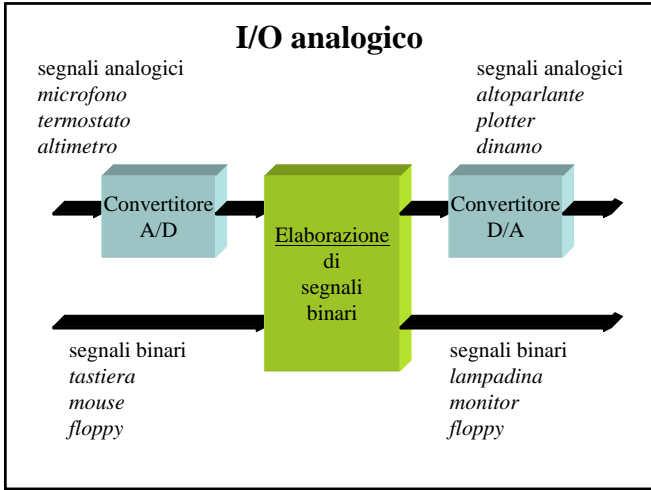 I/O analogico
segnali analogici
microfono
termostato
altimetro
segnali analogici
altoparlante
plotter
dinamo
Convertitore
A/D
Elaborazione
di
segnali
binari
Convertitore
D/A
segnali binari
tastiera
mouse
floppy
segnali binari
lampadina
monitor
floppy